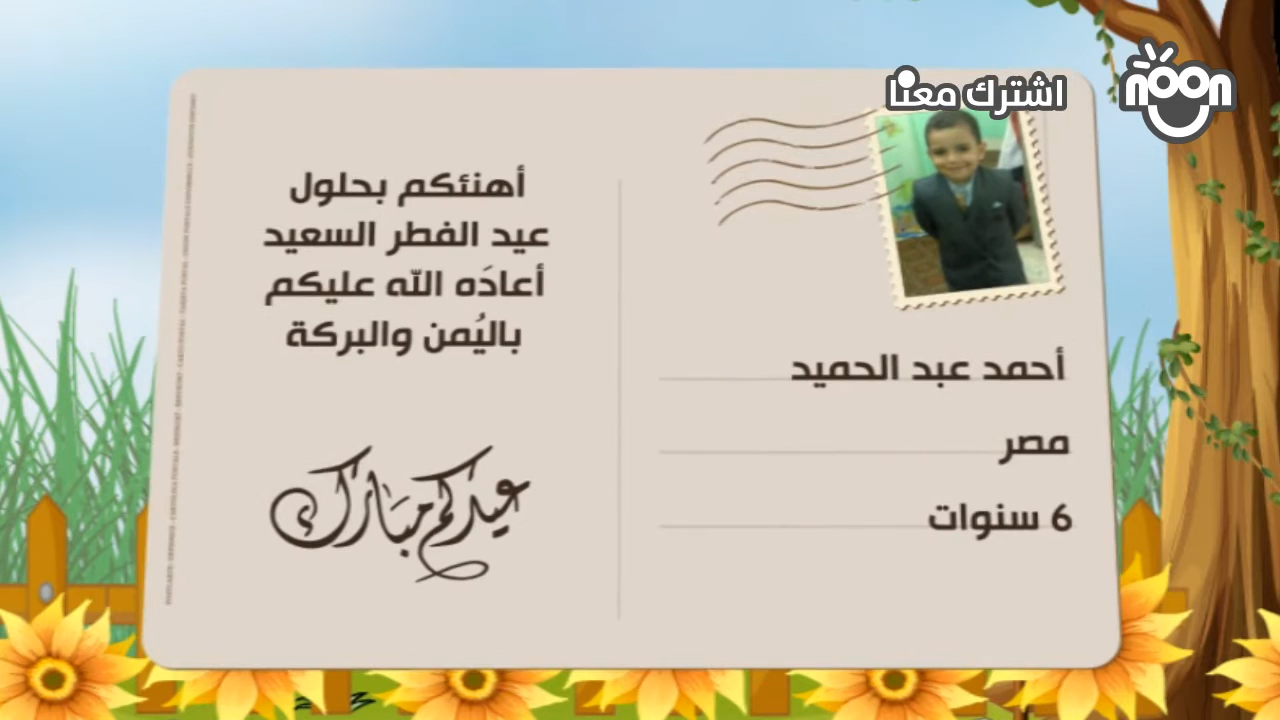 اشترك معنا
noon
أهنئكم بحلول
عيد الفطر السعيد
أعادَه الله عليكم
باليُمن والبركة
عيدكم مبارك
أحمد عبد الحميد
مصر
6 سنوات